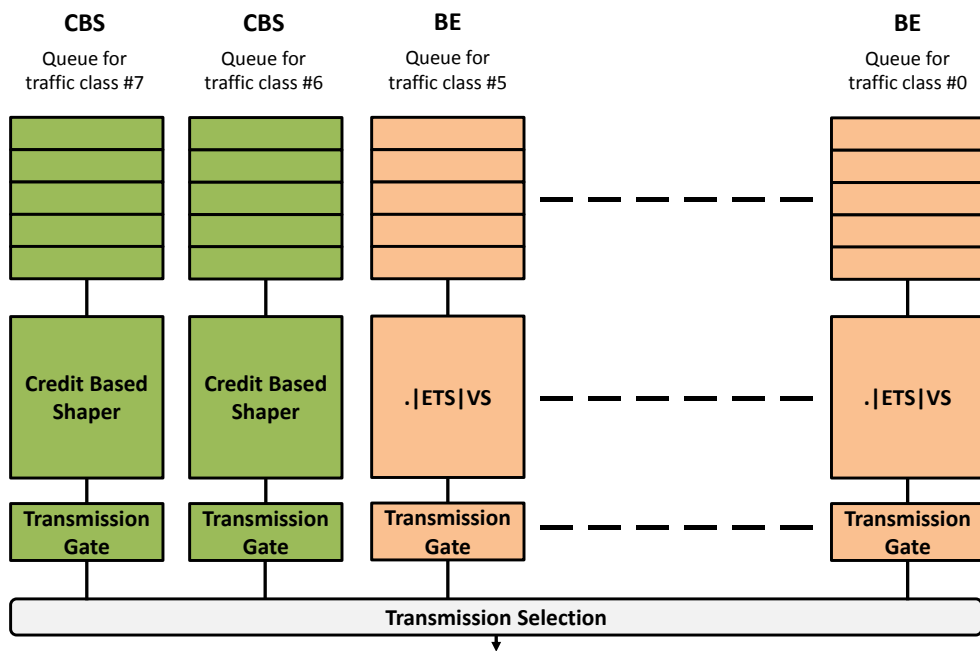 CBS
CBS
BE
BE
Queue for
traffic class #7
Queue for
traffic class #6
Queue for
traffic class #5
Queue for
traffic class #0
Credit Based
Shaper
Credit Based
Shaper
.|ETS|VS
.|ETS|VS
Transmission
Gate
Transmission
Gate
Transmission
Gate
Transmission
Gate
Transmission Selection